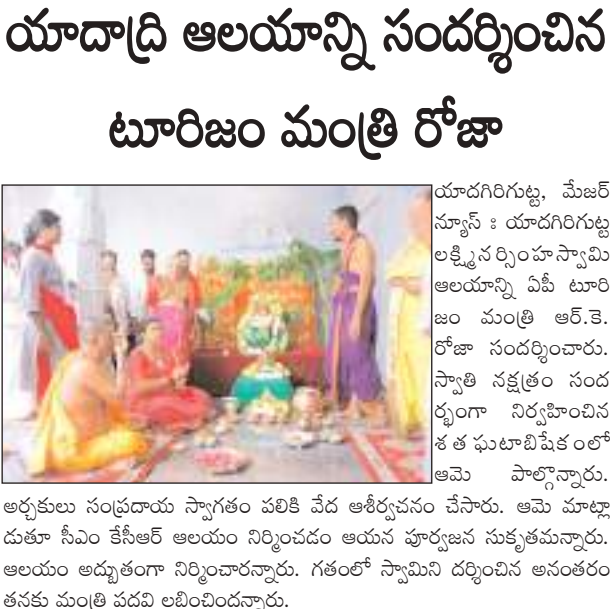 యాదాద్రి ఆలయాన్ని సందర్శించిన
టూరిజం మంత్రి రోజా
యాదగిరిగుట్ట, మేజర్
న్యూస్ : యాదగిరిగుట్ట
లక్ష్మినర్సింహస్వామి
ఆలయాన్ని ఏపీ టూరి
జం మంత్రి ఆర్.కె.
రోజా సందర్శించారు.
స్వాతి నక్షత్రం సంద
ర్భంగా నిర్వహించిన
శత ఘటాబిషేకంలో
ఆమె పాల్గొన్నారు.
అర్చకులు సంప్రదాయ స్వాగతం పలికి వేద ఆశీర్వచనం చేసారు. ఆమె మాట్లా
డుతూ సీఎం కేసీఆర్ ఆలయం నిర్మించడం ఆయన పూర్వజన సుకృతమన్నారు.
ఆలయం అద్భుతంగా నిర్మించారన్నారు. గతంలో స్వామిని దర్శించిన అనంతరం
తనకు మంత్రి పదవి లబించిందన్నారు.